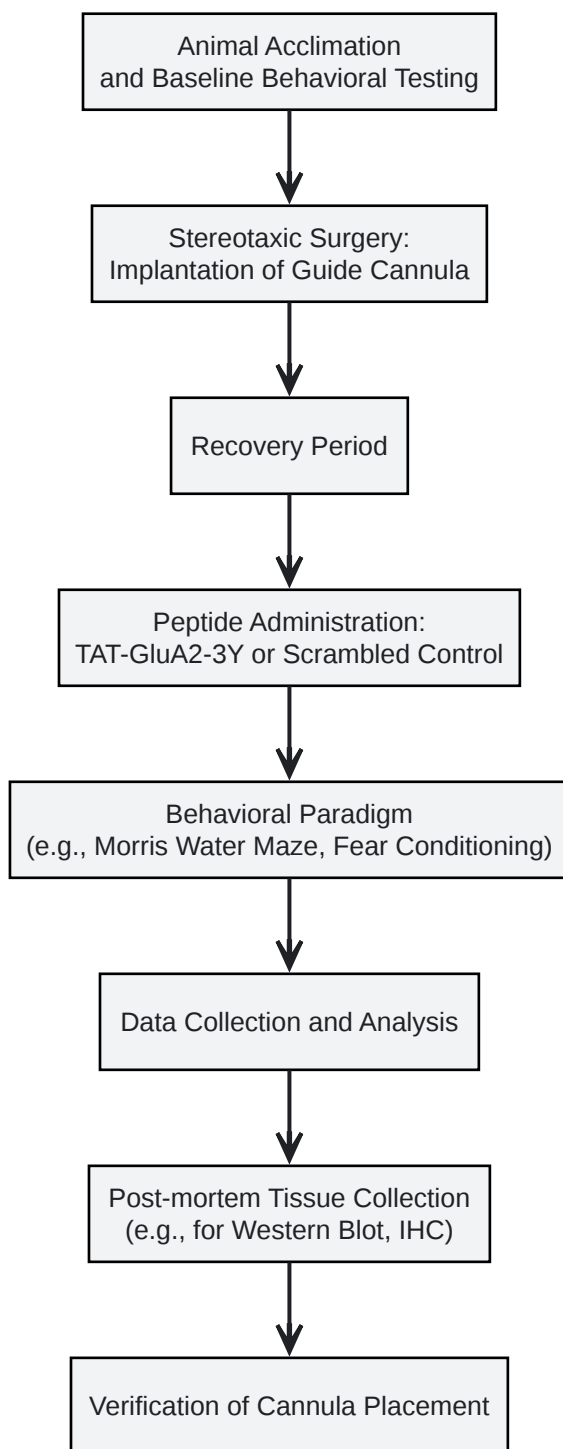 Animal Acclimation
and Baseline Behavioral Testing
Stereotaxic Surgery:
Implantation of Guide Cannula
Recovery Period
Peptide Administration:
TAT-GluA2-3Y or Scrambled Control
Behavioral Paradigm
(e.g., Morris Water Maze, Fear Conditioning)
Data Collection and Analysis
Post-mortem Tissue Collection
(e.g., for Western Blot, IHC)
Verification of Cannula Placement